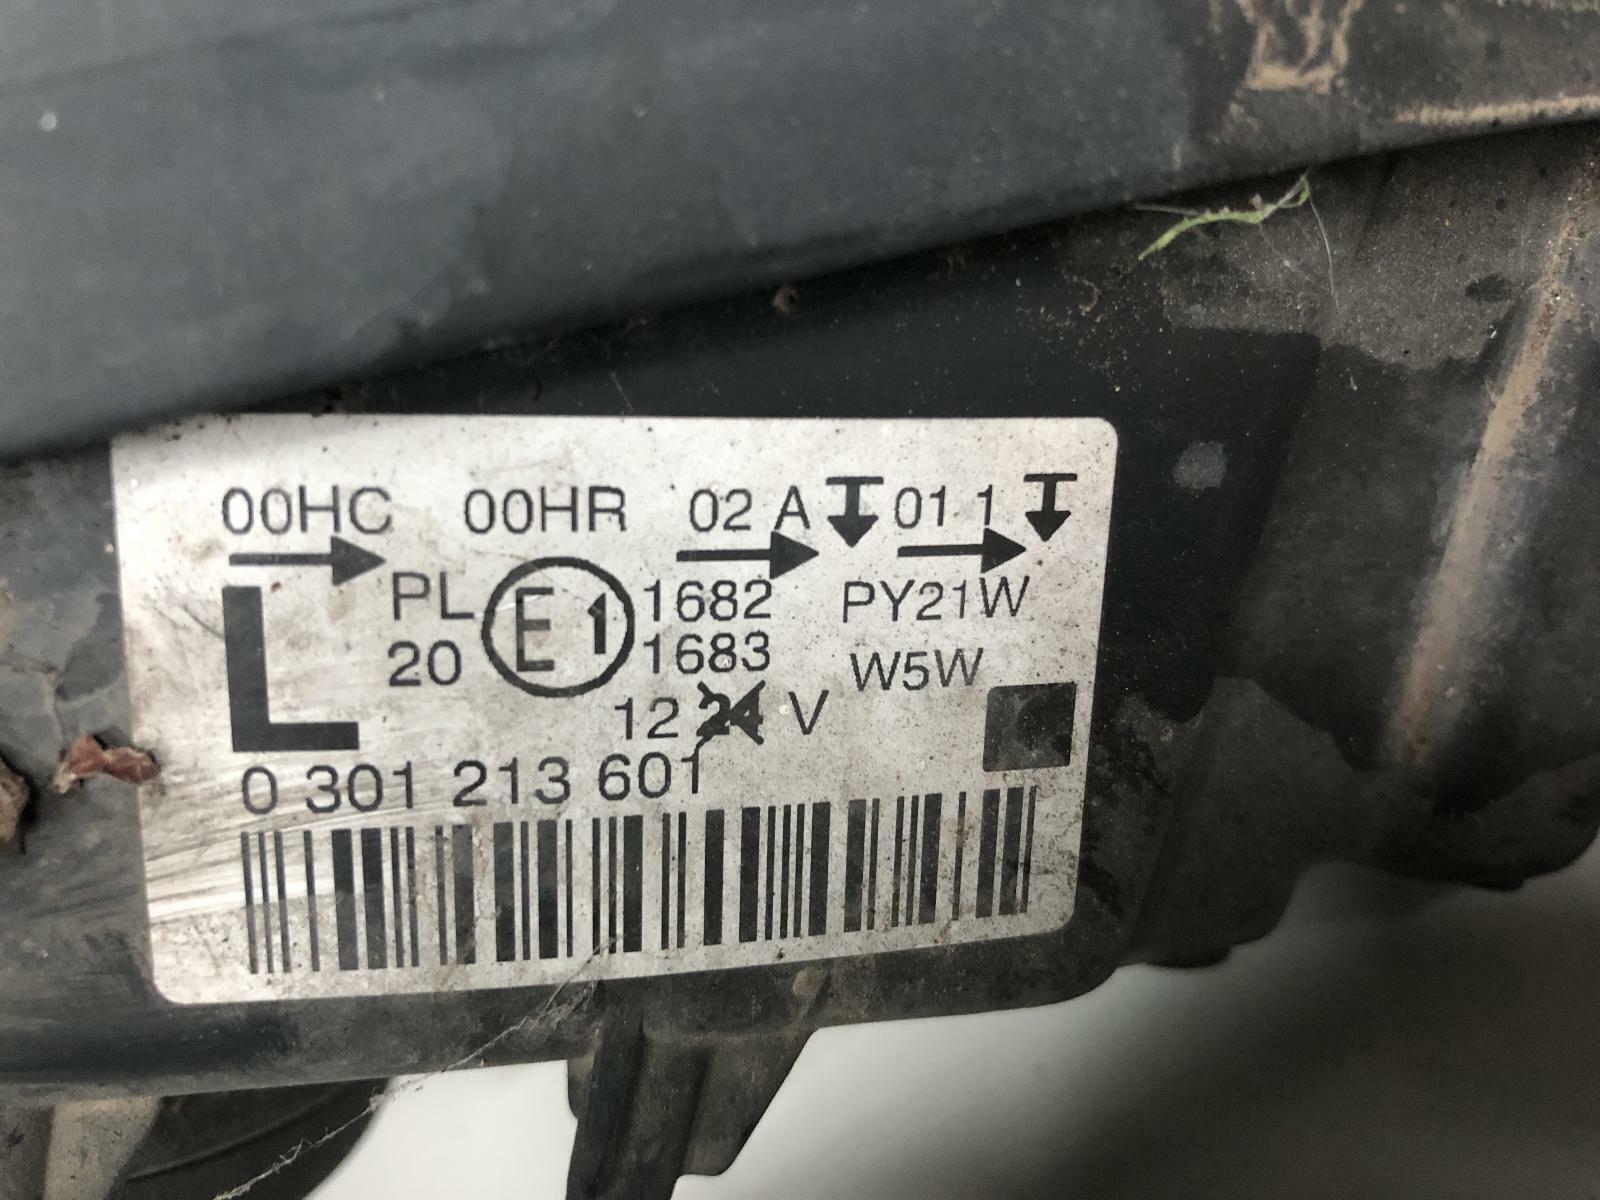 00HC 00HR 02 A 01 1
L
PL E1 1682 PY21W
20 1683 W5W
12 24 V
0 301 213 601